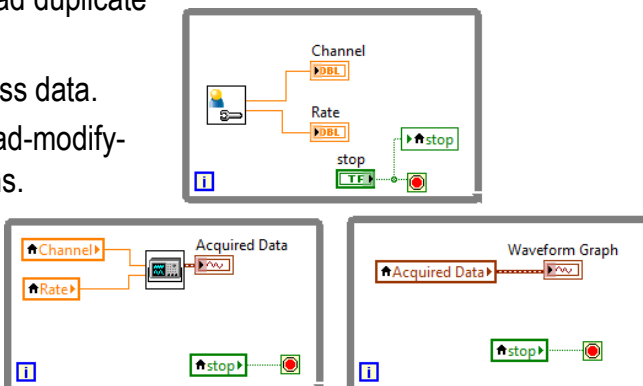 ad duplicate
ss data.
ad-modify-
ns.
Channel
DBL
Rate
DBL
stop
stop
TF
i
Channel
Acquired Data
Rate
stop
i
Waveform Graph
Acquired Data
stop
i